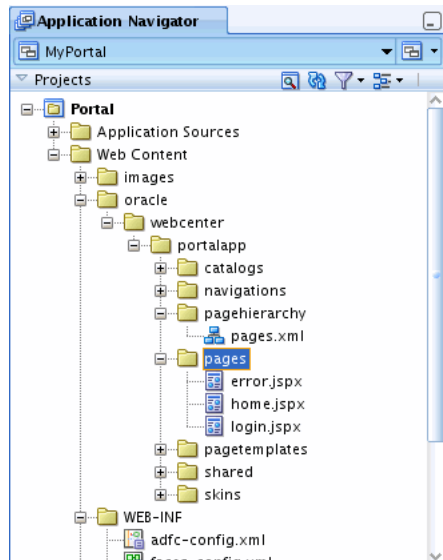 Application Navigator
MyPortal
Projects
Portal
Application Sources
Web Content
images
oracle
webcenter
portalapp
catalogs
navigations
pagehierarchy
pages.xml
pages
error.jspx
home.jspx
login.jspx
pagetemplates
shared
skins
WEB-INF
adfc-config.xml